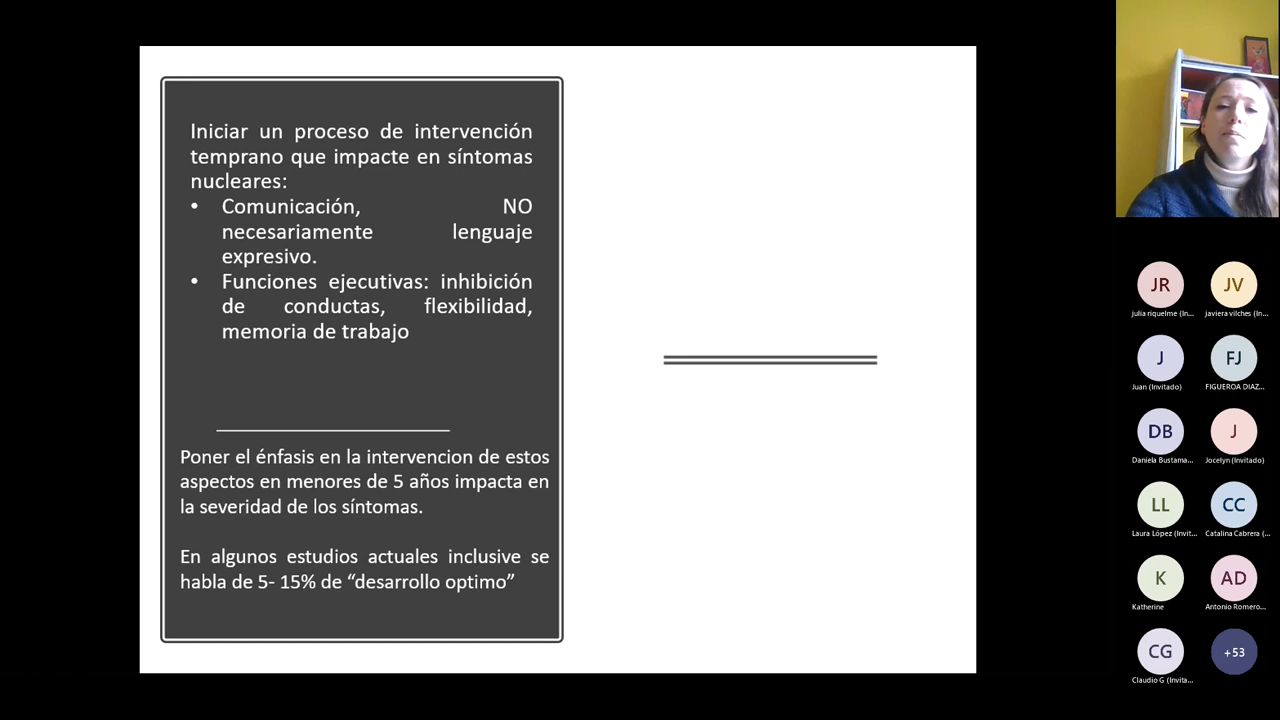 Iniciar un proceso de intervención
temprano que impacte en síntomas
nucleares:
• Comunicación, NO
necesariamente lenguaje
expresivo.
• Funciones ejecutivas: inhibición
de conductas, flexibilidad,
memoria de trabajo
Poner el énfasis en la intervencion de estos
aspectos en menores de 5 años impacta en
la severidad de los síntomas.
En algunos estudios actuales inclusive se
habla de 5- 15% de “desarrollo optimo”
JR
JV
julia riquelme (In...
javiera vilches (In...
J
FJ
Juan (Invitado)
FIGUEROA DIAZ...
DB
J
Daniela Bustama...
Jocelyn (Invitado)
LL
CC
Laura López (Invit...
Catalina Cabrera (...
K
AD
Katherine
Antonio Romero...
CG
+53
Claudio G (Invita...